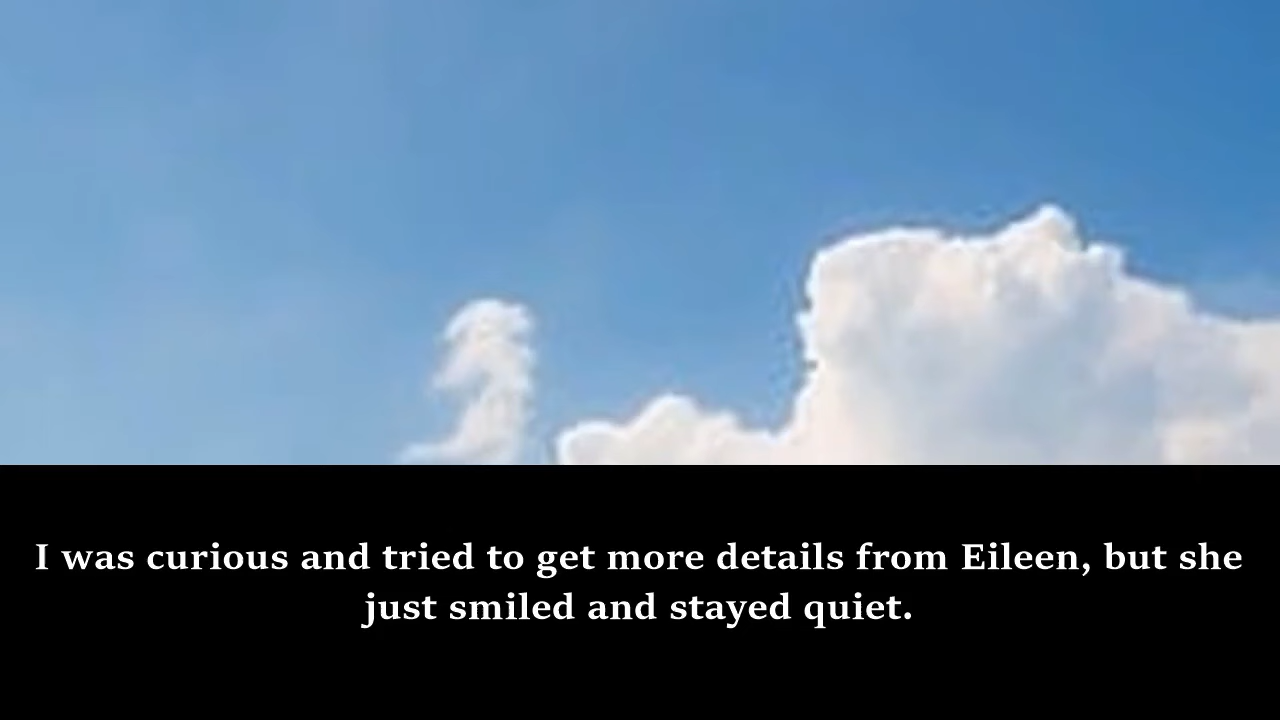 I was curious and tried to get more details from Eileen, but she
just smiled and stayed quiet.